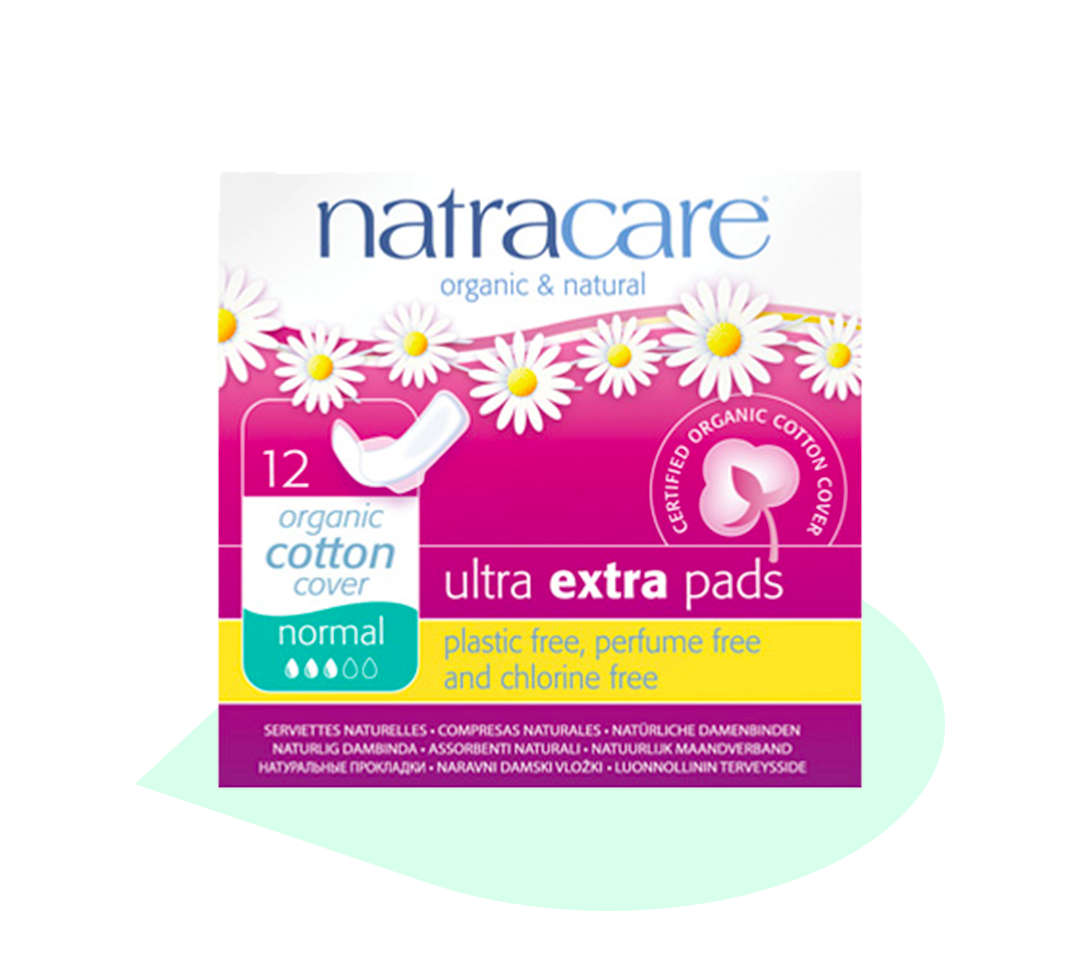 natracare®
organic & natural
12
organic
cotton
cover
normal
CERTIFIED ORGANIC COTTON COVER
ultra extra pads
plastic free, perfume free
and chlorine free
SERVIETTES NATURELLES • COMPRESAS NATURALES • NATÜRLICHE DAMENBINDEN
NATURLIG DAMBINDA • ASSORBENTI NATURALI • NATUURLIJK MAANDVERBAND
НАТУРАЛЬНЫЕ ПРОКЛАДКИ • NARAVNI DAMSKI VLOŽKI • LUONNOLLININ TERVEYSSIDE